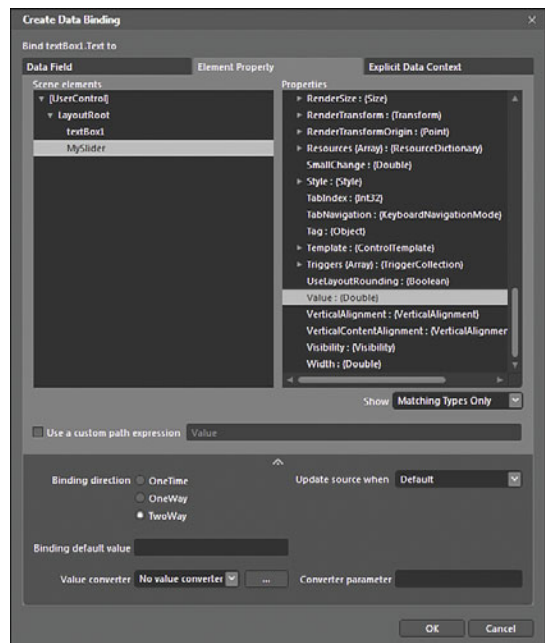 Create Data Binding
Bind textBox1.Text to
Data Field Element Property Explicit Data Context
Scene elements
[UserControl]
LayoutRoot
textBox1
MySlider
Properties
RenderSize : (Size)
RenderTransform : (Transform)
RenderTransformOrigin : (Point)
Resources (Array) : (ResourceDictionary)
SmallChange : (Double)
Style : (Style)
TabIndex : (Int32)
TabNavigation : (KeyboardNavigationMode)
Tag : (Object)
Template : (ControlTemplate)
Triggers (Array) : (TriggerCollection)
UseLayoutRounding : (Boolean)
Value : (Double)
VerticalAlignment : (VerticalAlignment)
VerticalContentAlignment : (VerticalAlignmer
Visibility : (Visibility)
Width : (Double)
Show Matching Types Only
Use a custom path expression Value
Binding direction OneTime
OneWay
TwoWay
Update source when Default
Binding default value
Value converter No value converter ... Converter parameter
OK Cancel